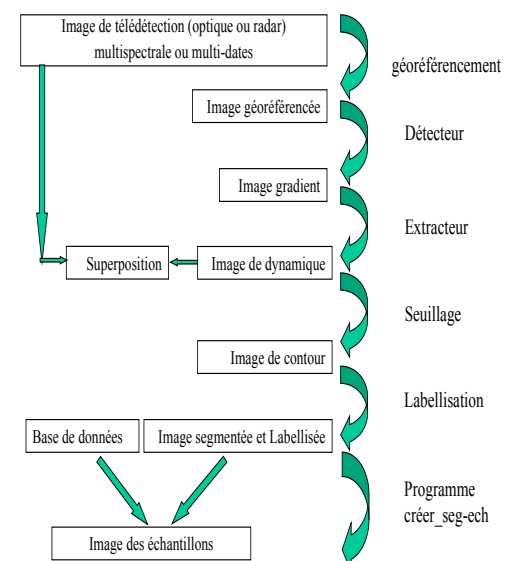 Image de télédétection (optique ou radar)
multispectrale ou multi-dates
géoréférencement
Image géoréférencée
Détecteur
Image gradient
Extracteur
Superposition
Image de dynamique
Seuillage
Image de contour
Labellisation
Base de données
Image segmentée et Labellisée
Programme
créer_seg-ech
Image des échantillons